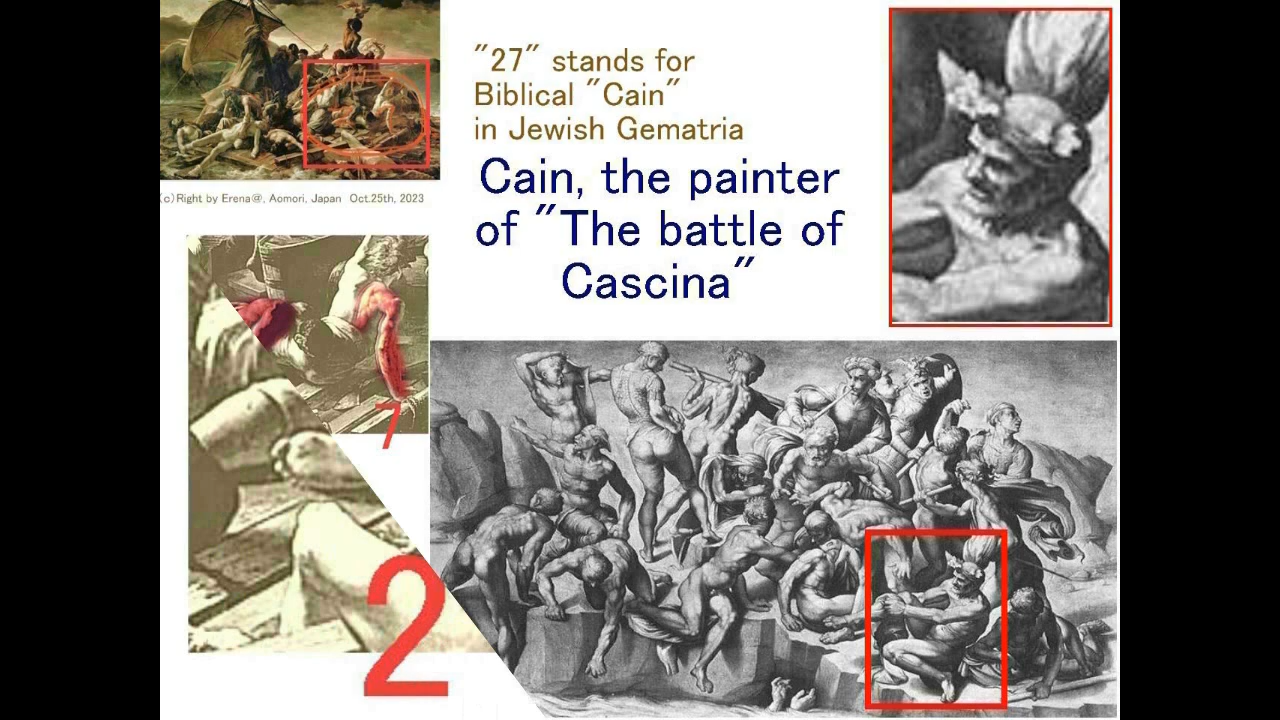 "27" stands for
Biblical "Cain"
in Jewish Gematria
Cain, the painter
of "The battle of
Cascina"
(c)Right by Erena@, Aomori, Japan Oct.25th, 2023
7
2